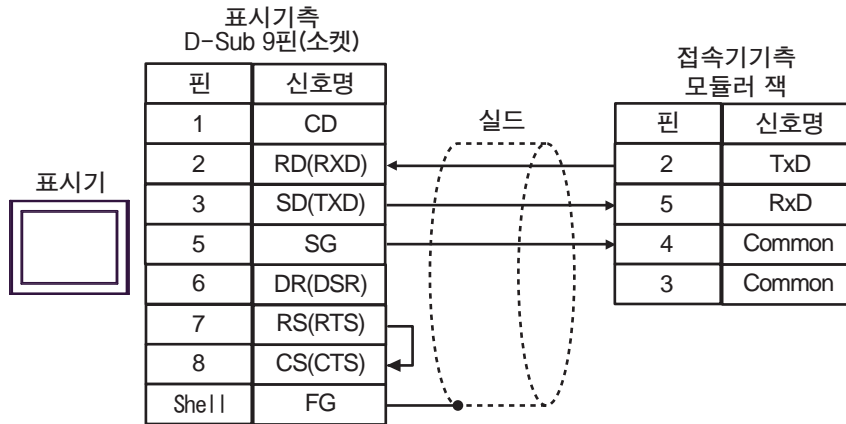 표시기측
D-Sub 9핀(소켓)
접속기기측
모듈러 잭
표시기
실드
핀 신호명
1 CD
2 RD(RXD)
3 SD(TXD)
5 SG
6 DR(DSR)
7 RS(RTS)
8 CS(CTS)
Shell FG
핀 신호명
2 TxD
5 RxD
4 Common
3 Common